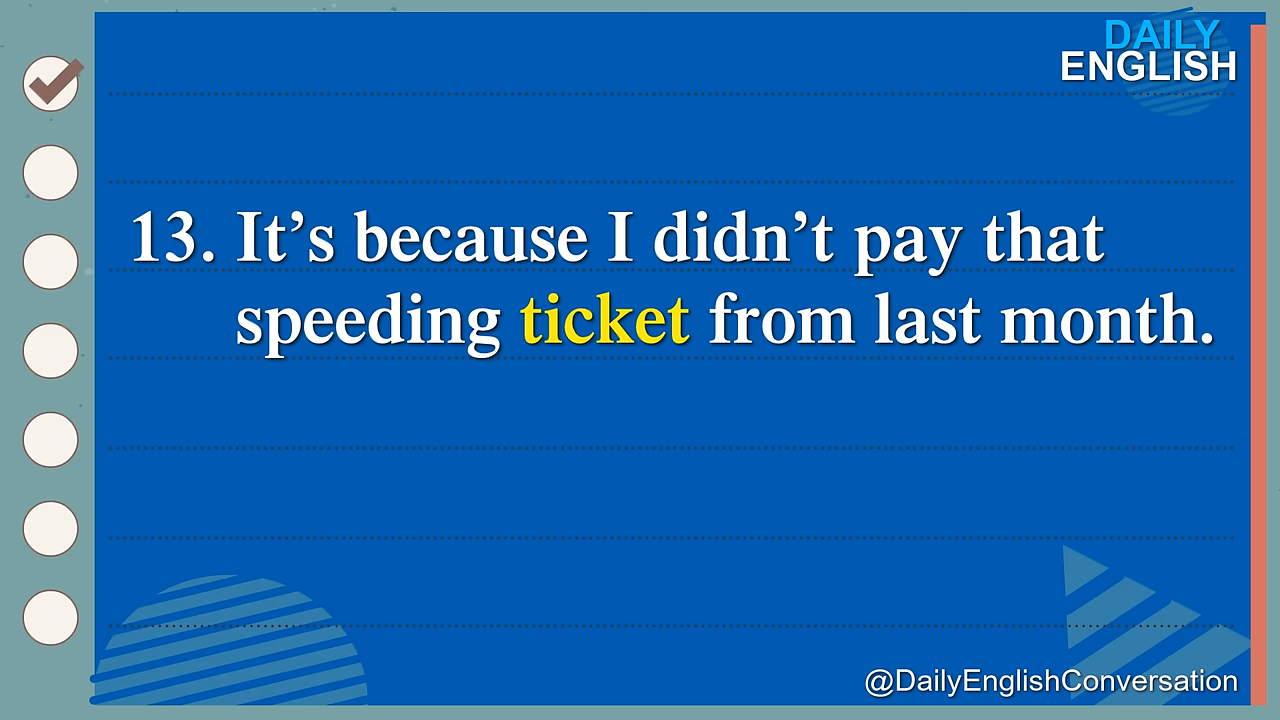 DAILY
ENGLISH
13. It’s because I didn’t pay that
speeding ticket from last month.
@DailyEnglishConversation